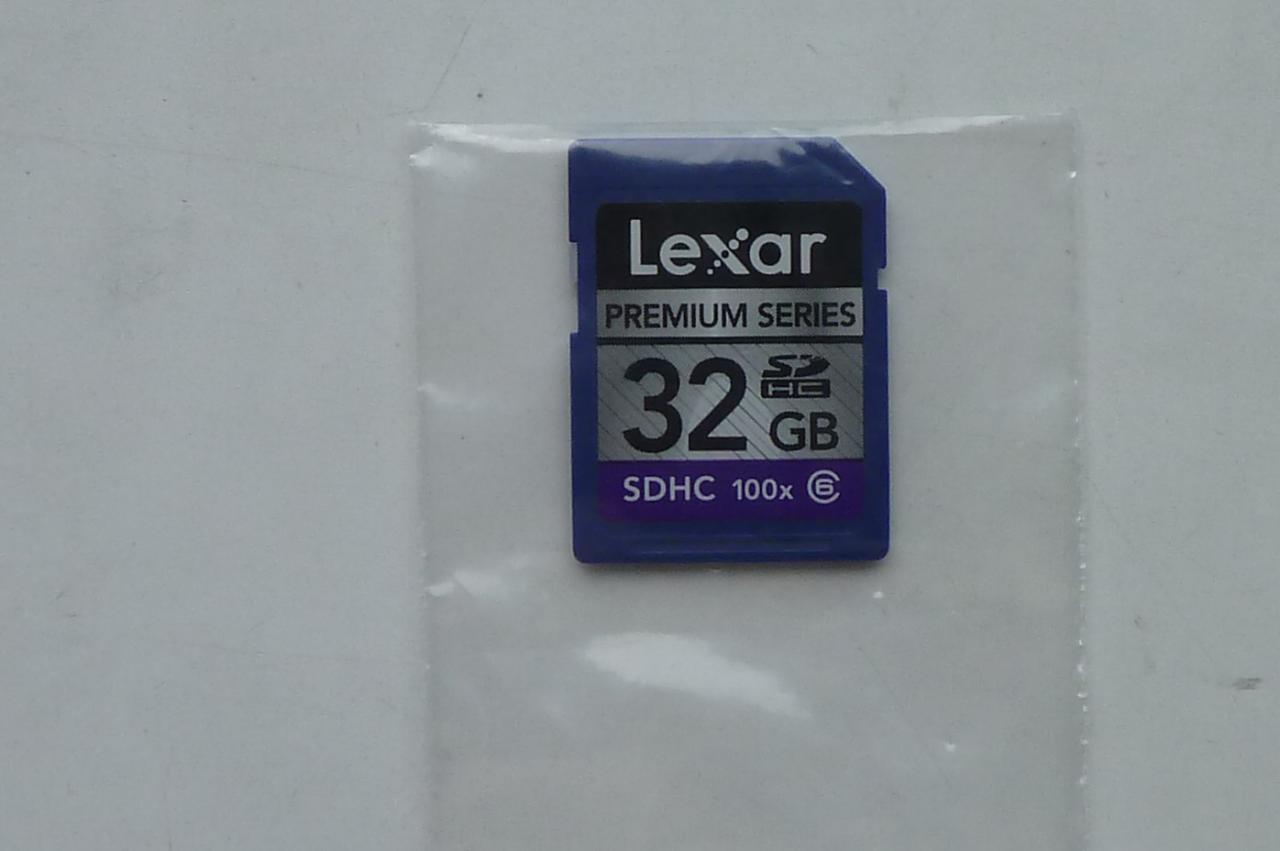 Lexar
PREMIUM SERIES
32 GB
SD HC
SDHC 100x 6